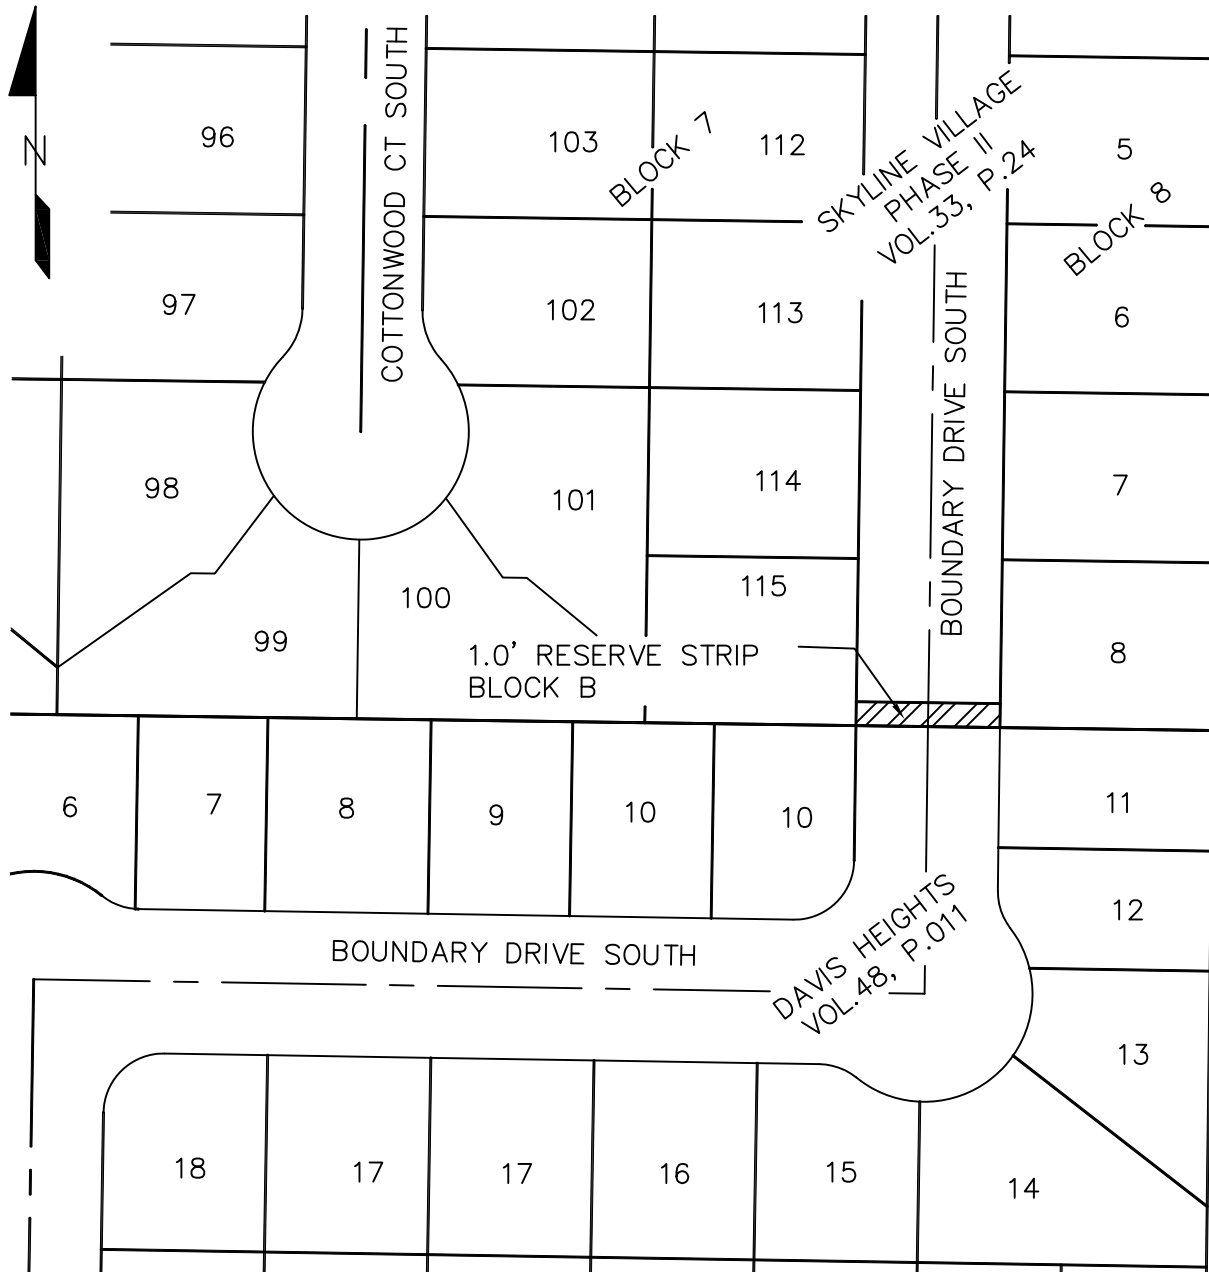 N
96
COTTONWOOD CT SOUTH
103
BLOCK 7
112
SKYLINE VILLAGE
PHASE II
VOL.33, P.24
5
BLOCK 8
97
102
113
BOUNDARY DRIVE SOUTH
6
98
101
114
7
99
100
115
8
1.0' RESERVE STRIP
BLOCK B
6
7
8
9
10
10
11
12
BOUNDARY DRIVE SOUTH
DAVIS HEIGHTS
VOL.48, P.011
13
18
17
17
16
15
14